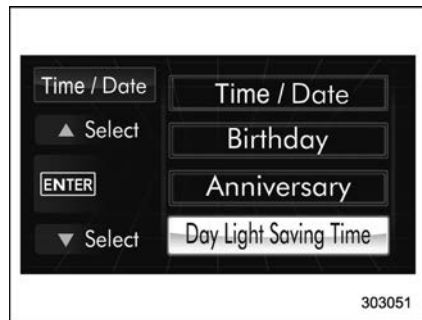 Time / Date
▲ Select
ENTER
▼ Select
Time / Date
Birthday
Anniversary
Day Light Saving Time
303051